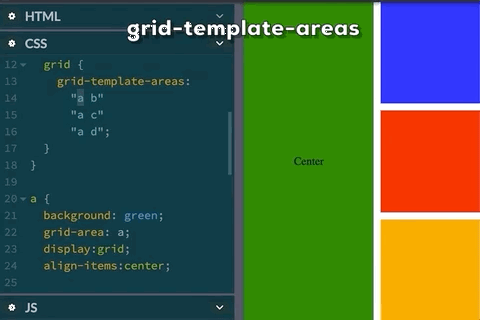 grid-template-areas
HTML
CSS
12 grid {
13 grid-template-areas:
14 "a b"
15 "a c"
16 "a d";
17 }
18 }
19
20 a {
21 background: green;
22 grid-area: a;
23 display:grid;
24 align-items:center;
25
JS
Center